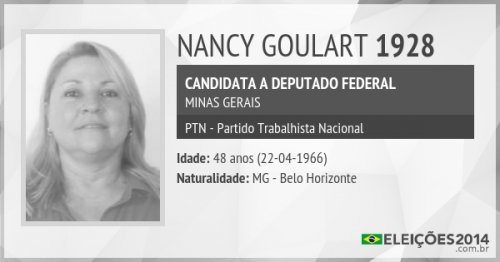 NANCY GOULART 1928
CANDIDATA A DEPUTADO FEDERAL
MINAS GERAIS
PTN - Partido Trabalhista Nacional
Idade: 48 anos (22-04-1966)
Naturalidade: MG - Belo Horizonte
ELEIÇÕES2014
.com.br